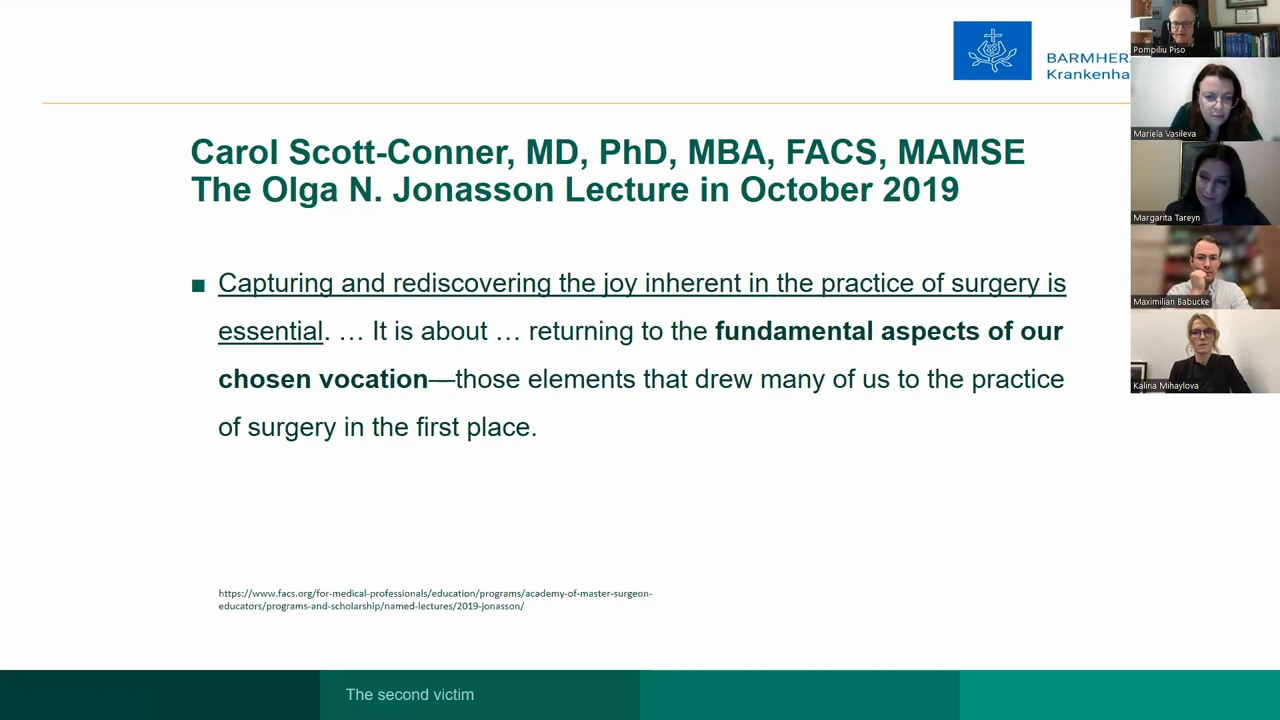 BARMHER
Krankenha
Carol Scott-Conner, MD, PhD, MBA, FACS, MAMSE
The Olga N. Jonasson Lecture in October 2019
■ Capturing and rediscovering the joy inherent in the practice of surgery is
essential. … It is about … returning to the fundamental aspects of our
chosen vocation—those elements that drew many of us to the practice
of surgery in the first place.
https://www.facs.org/for-medical-professionals/education/programs/academy-of-master-surgeon-
educators/programs-and-scholarship/named-lectures/2019-jonasson/
The second victim
Pompiliu Piso
Mariela Vasileva
Margarita Tareyn
Maximilian Babucke
Kalina Mihaylova